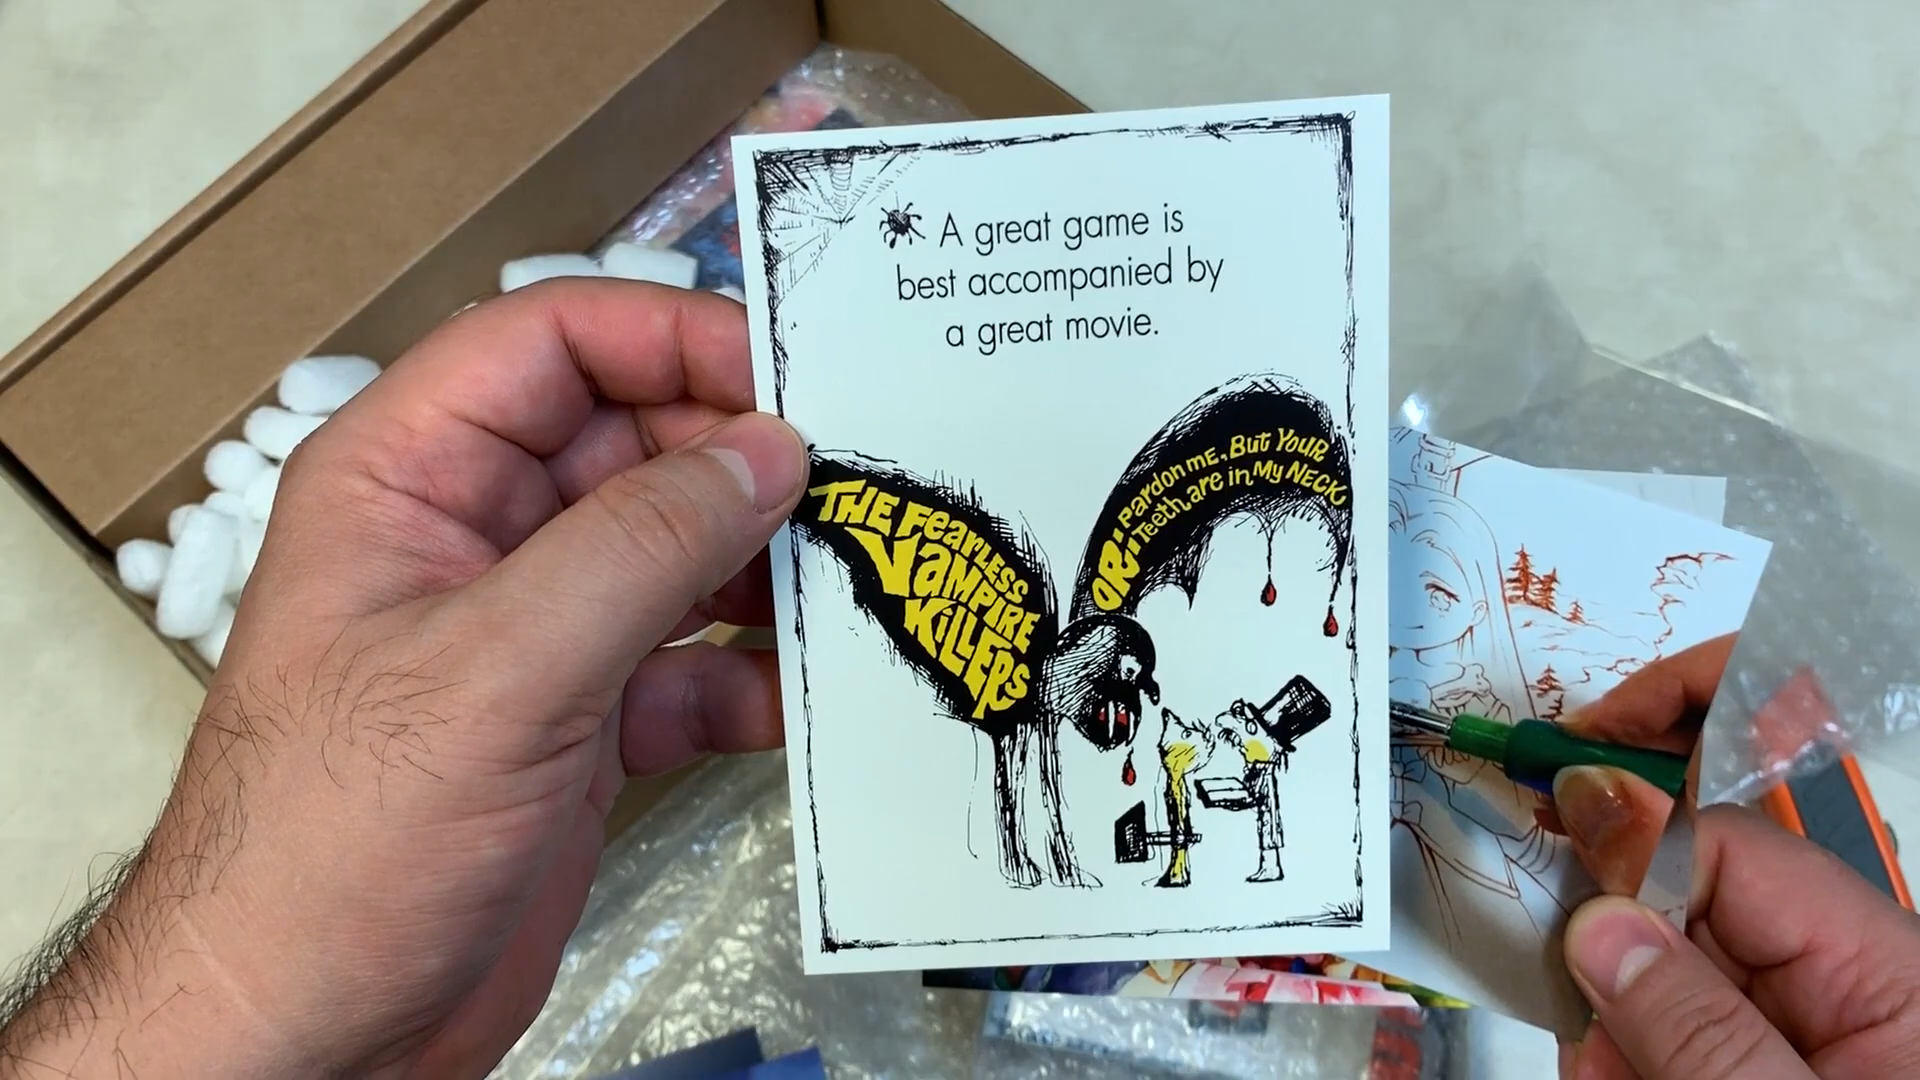 A great game is
best accompanied by
a great movie.
THE FeaRLESS
VaMPIRE
KiLLERS
OR: Pardon ME, But YOUR
Teeth are in My NECK